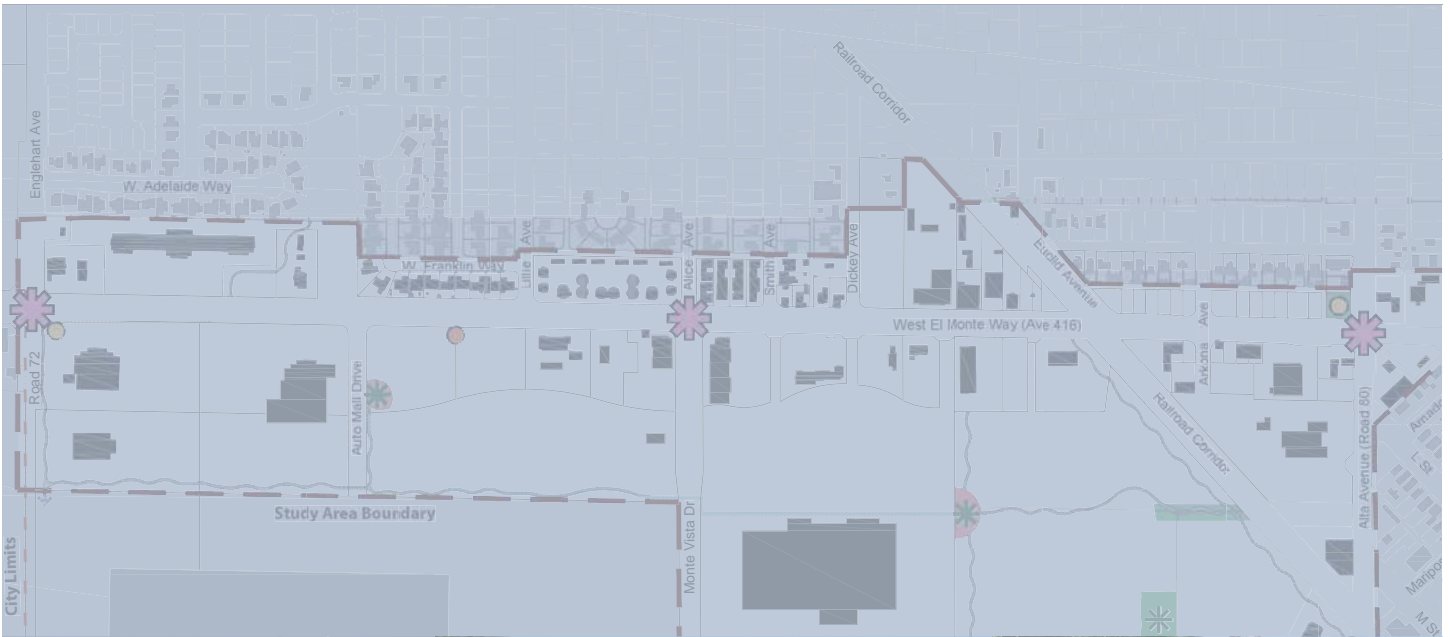 Railroad Corridor
Englehart Ave
W. Adelaide Way
Lillie Ave
Alice Ave
Smith Ave
Dickey Ave
Euclid Avenue
W. Franklin Way
West El Monte Way (Ave 416)
Arkona Ave
Road 72
Auto Mall Drive
Railroad Corridor
Alta Avenue (Road 80)
L St
Study Area Boundary
Monte Vista Dr
City Limits
M St